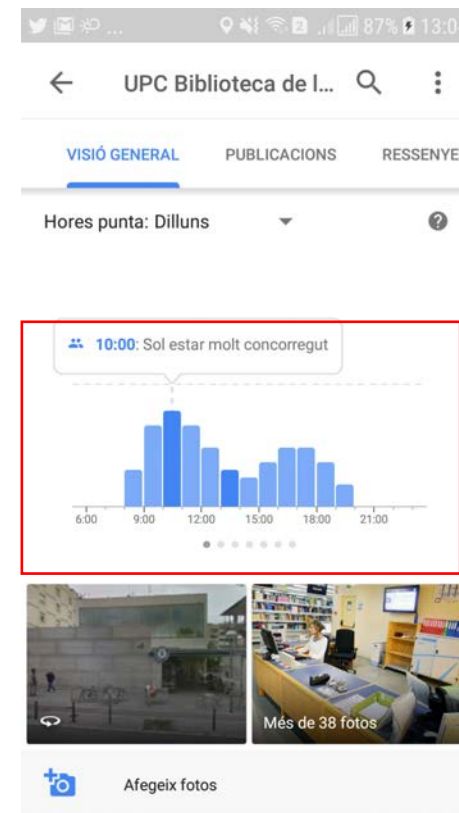 ... 2 87% 13:0
UPC Biblioteca de l...
VISIÓ GENERAL PUBLICACIONS RESSENYE
Hores punta: Dilluns
10:00: Sol estar molt concorregut
6:00 9:00 12:00 15:00 18:00 21:00
Més de 38 fotos
Afegeix fotos